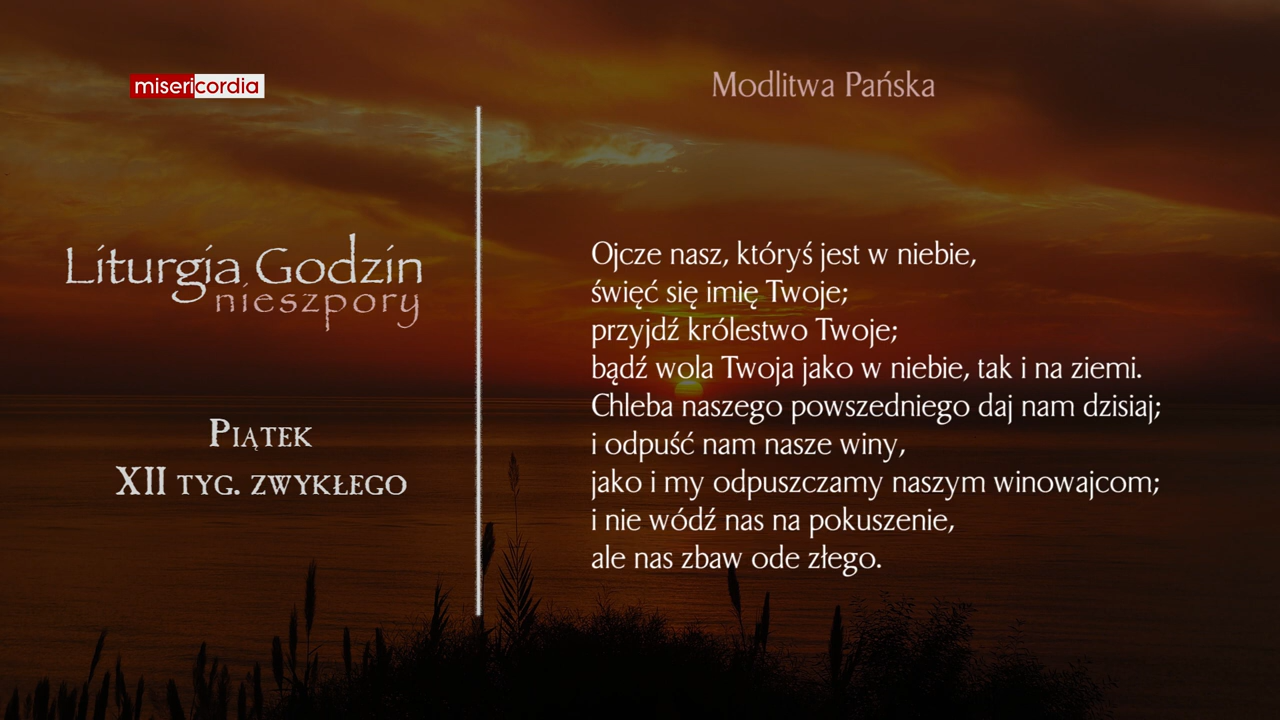 misericordia
Liturgia Godzin
nieszpory
Piątek
XII tyg. zwykłego
Modlitwa Pańska
Ojcze nasz, któryś jest w niebie,
święć się imię Twoje;
przyjdź królestwo Twoje;
bądź wola Twoja jako w niebie, tak i na ziemi.
Chleba naszego powszedniego daj nam dzisiaj;
i odpuść nam nasze winy,
jako i my odpuszczamy naszym winowajcom;
i nie wódź nas na pokuszenie,
ale nas zbaw ode złego.